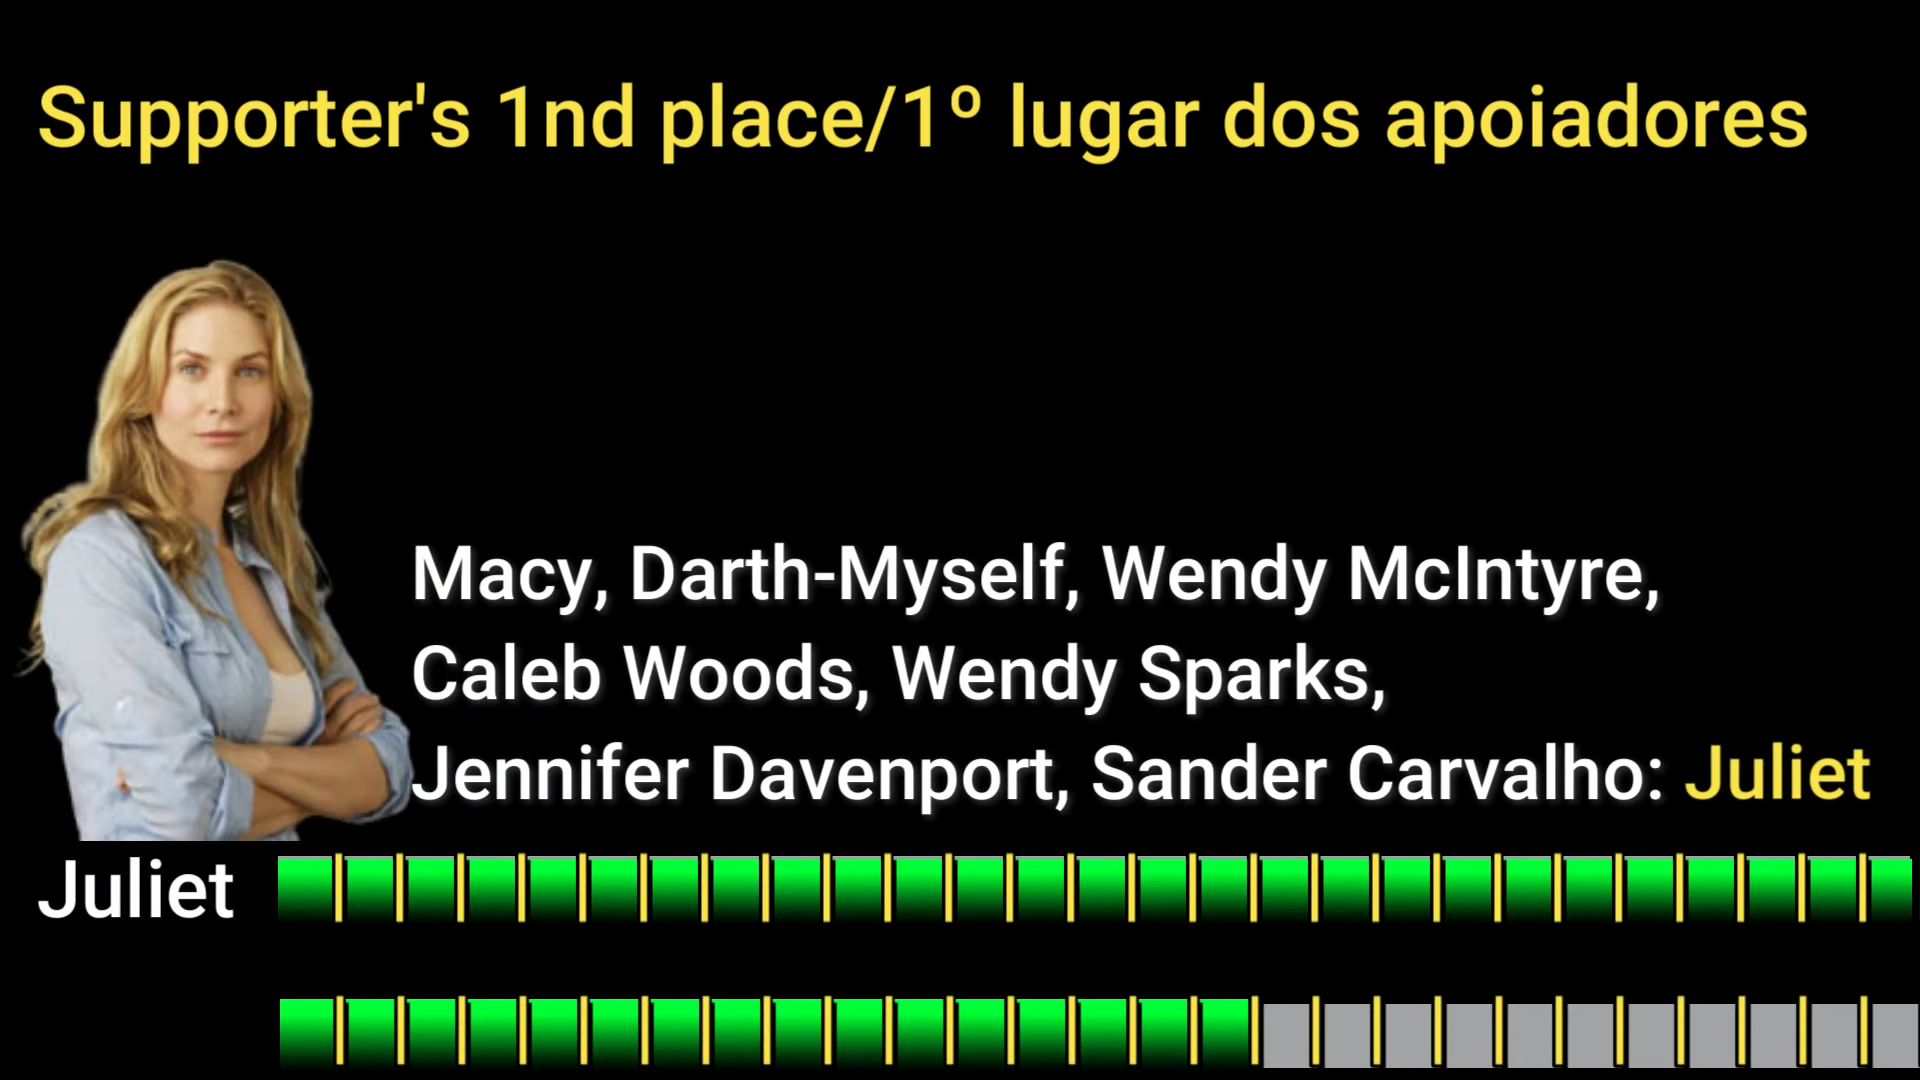 Supporter's 1nd place/1º lugar dos apoiadores
Macy, Darth-Myself, Wendy McIntyre,
Caleb Woods, Wendy Sparks,
Jennifer Davenport, Sander Carvalho: Juliet
Juliet